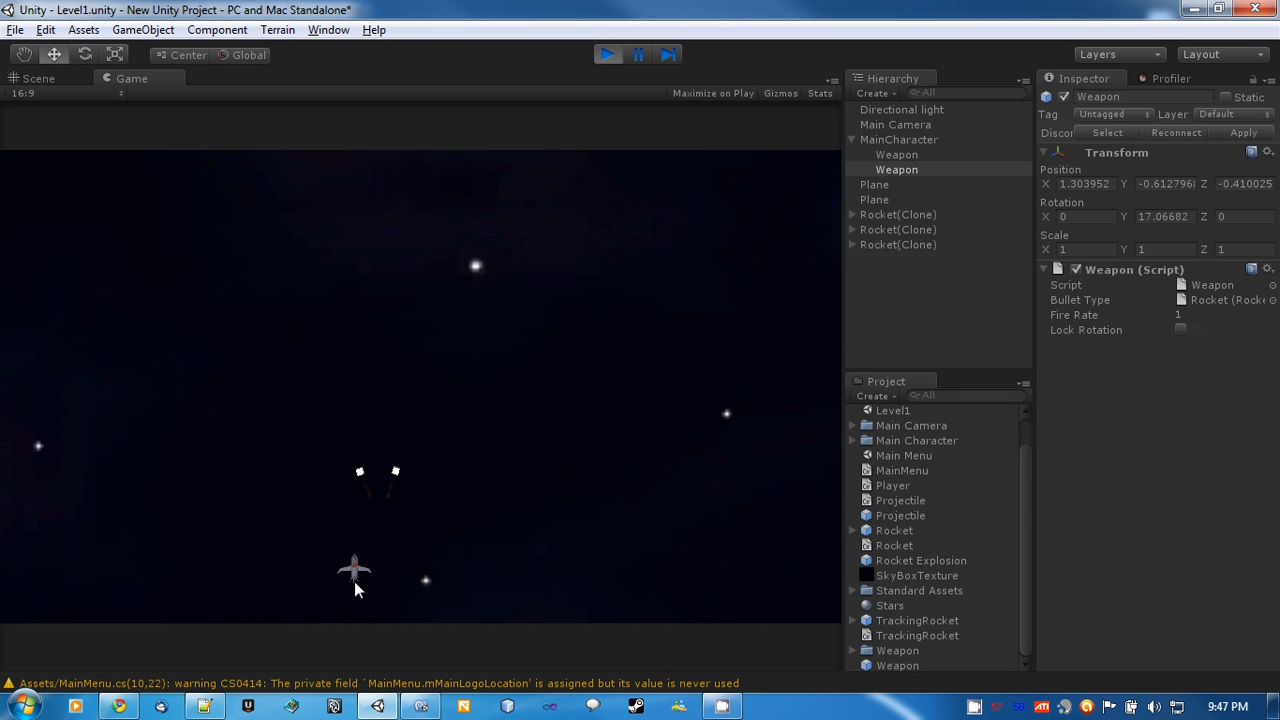 Unity - Level1.unity - New Unity Project - PC and Mac Standalone*
File Edit Assets GameObject Component Terrain Window Help
Center Global Layers Layout
Scene Game Hierarchy Inspector Profiler
16:9 Maximize on Play Gizmos Stats Create All Weapon Static
Directional light Tag Untagged Layer Default
Main Camera Discor Select Reconnect Apply
MainCharacter
Weapon Transform
Weapon Position
Plane X 1.303952 Y -0.6127968 Z -0.410025
Plane Rotation
Rocket(Clone) X 0 Y 17.06682 Z 0
Rocket(Clone) Scale
Rocket(Clone) X 1 Y 1 Z 1
Weapon (Script)
Script Weapon
Bullet Type Rocket (Rocke
Fire Rate 1
Lock Rotation
Project
Create All
Level1
Main Camera
Main Character
Main Menu
MainMenu
Player
Projectile
Projectile
Rocket
Rocket
Rocket Explosion
SkyBoxTexture
Standard Assets
Stars
TrackingRocket
TrackingRocket
Weapon
Weapon
Assets/MainMenu.cs(10,22): warning CS0414: The private field `MainMenu.mMainLogoLocation' is assigned but its value is never used
9:47 PM